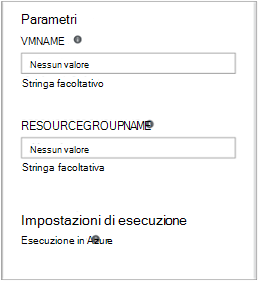 Parametri
VMNAME
Nessun valore
Stringa facoltativo
RESOURCEGROUPNAME
Nessun valore
Stringa facoltativa
Impostazioni di esecuzione
Esecuzione in Azure